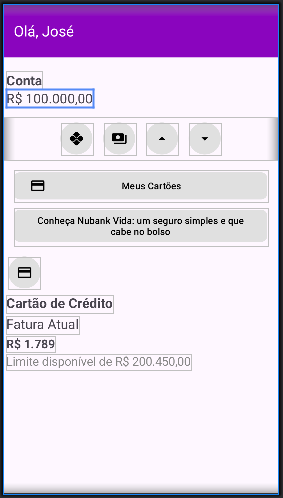 Olá, José
Conta
R$ 100.000,00
Meus Cartões
Conheça Nubank Vida: um seguro simples e que
cabe no bolso
Cartão de Crédito
Fatura Atual
R$ 1.789
Limite disponível de R$ 200.450,00